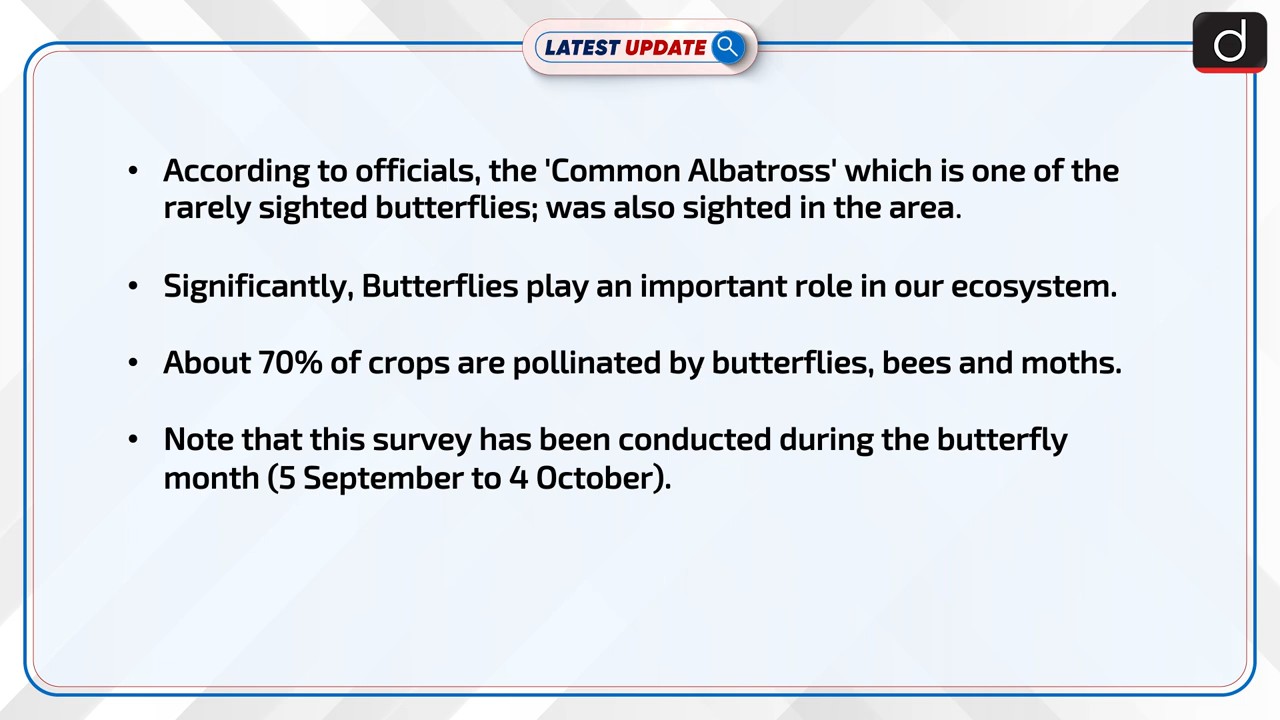 LATEST UPDATE
d
• According to officials, the 'Common Albatross' which is one of the
rarely sighted butterflies; was also sighted in the area.
• Significantly, Butterflies play an important role in our ecosystem.
• About 70% of crops are pollinated by butterflies, bees and moths.
• Note that this survey has been conducted during the butterfly
month (5 September to 4 October).